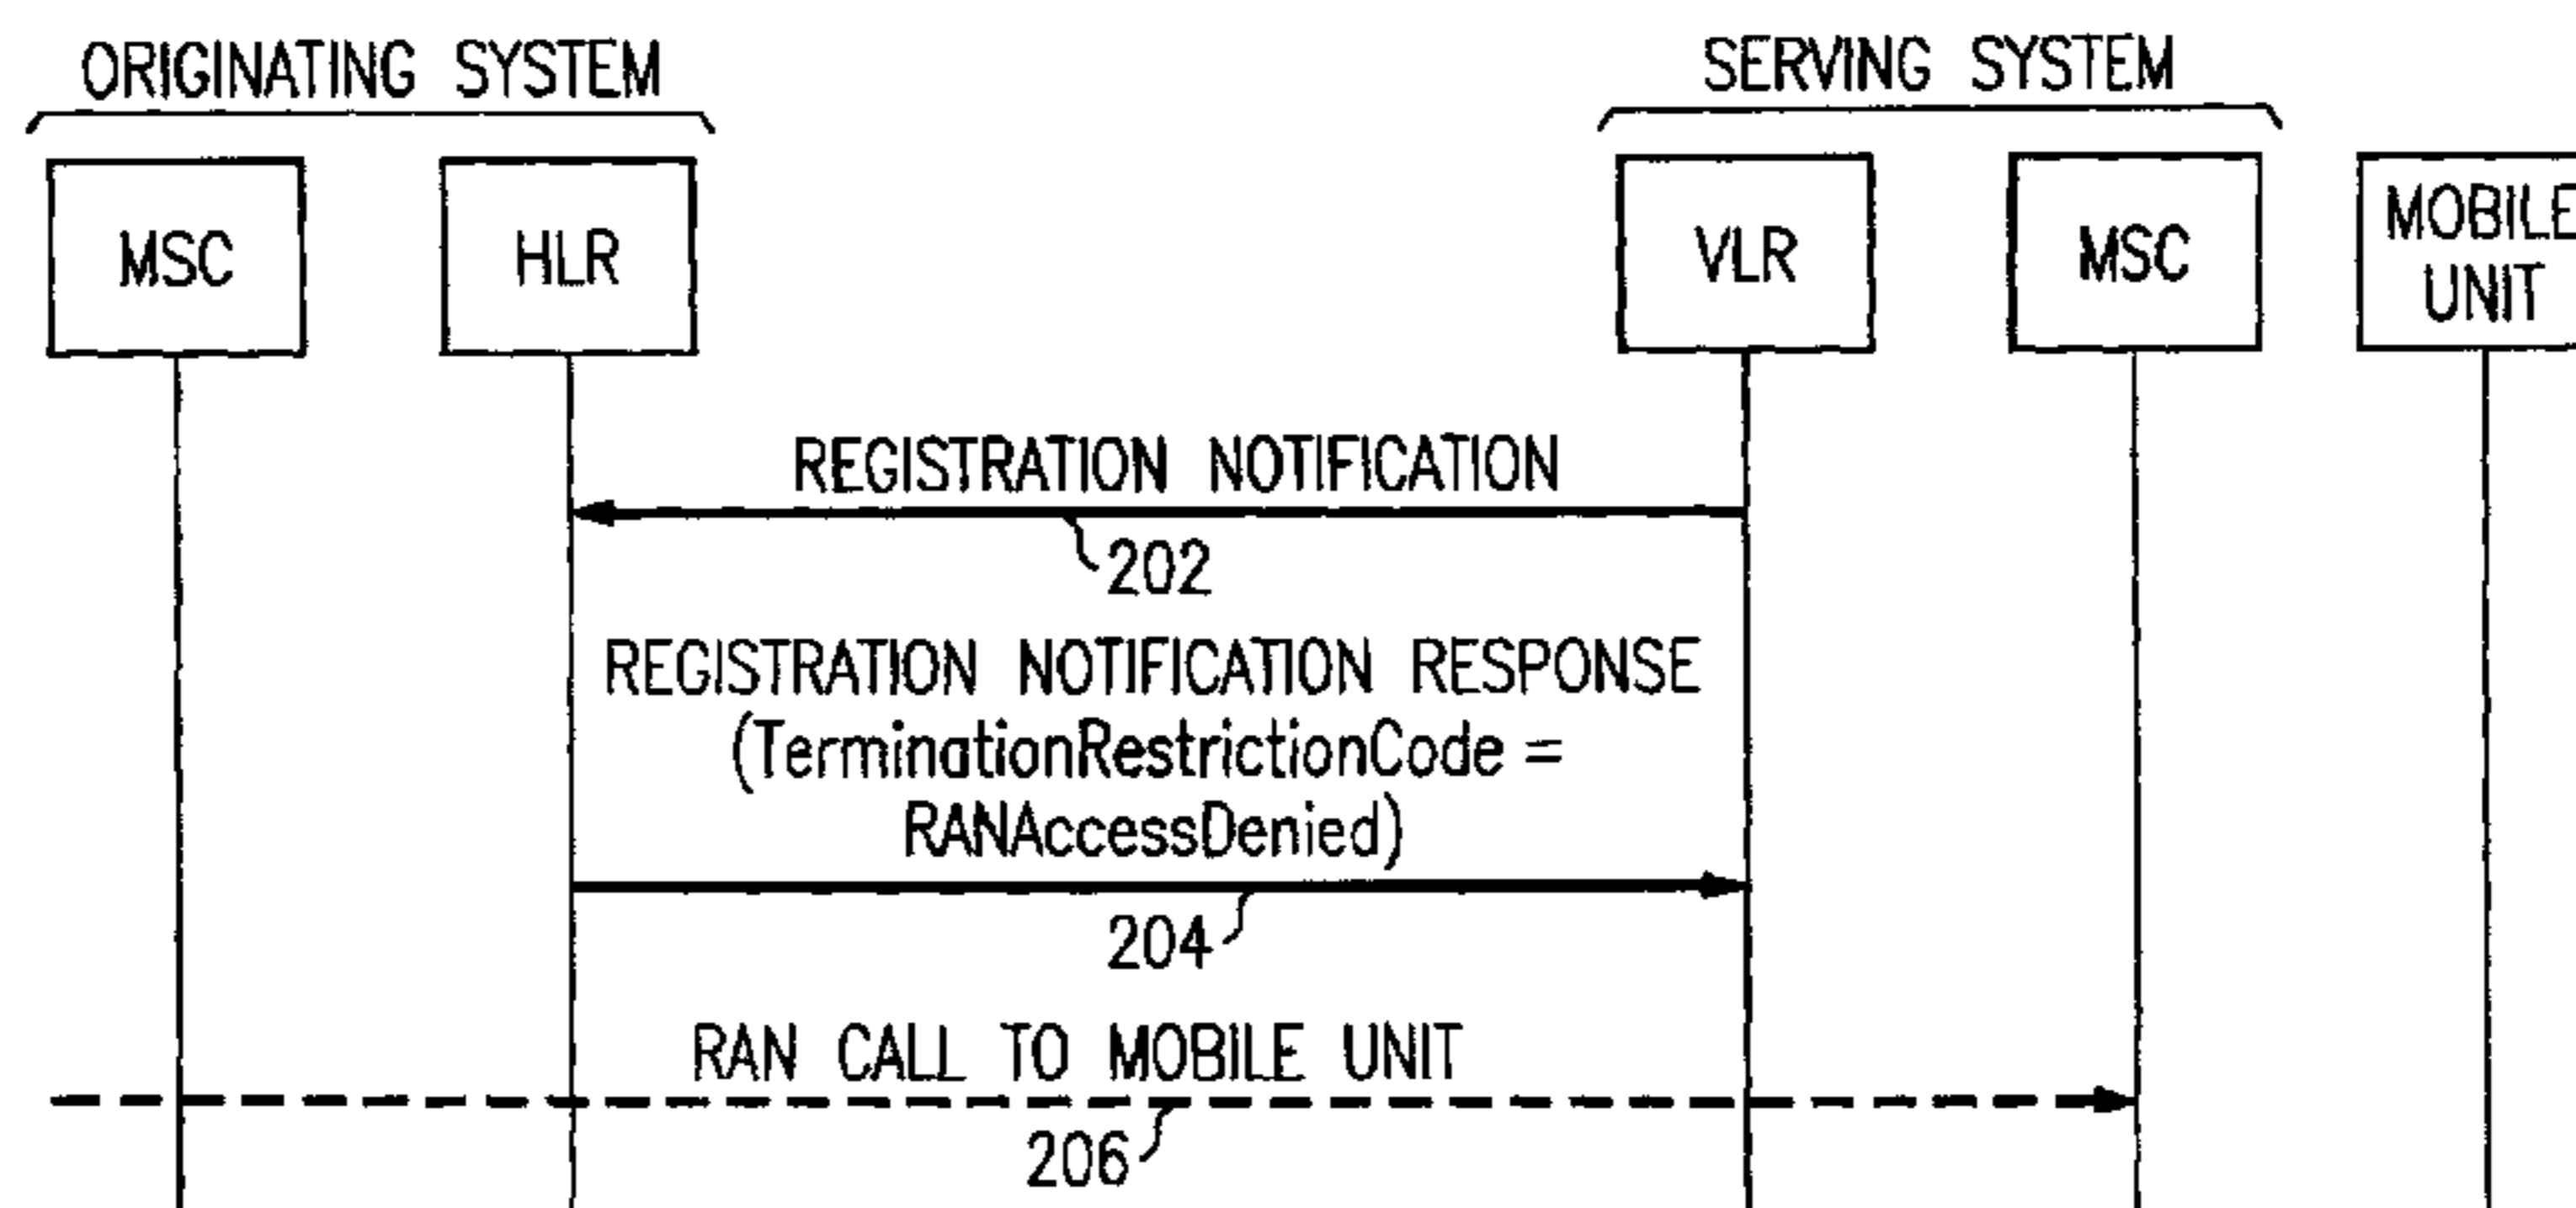 ORIGINATING SYSTEM
SERVING SYSTEM
MSC
HLR
VLR
MSC
MOBILE
UNIT
REGISTRATION NOTIFICATION
202
REGISTRATION NOTIFICATION RESPONSE
(TerminationRestrictionCode =
RANAccessDenied)
204
RAN CALL TO MOBILE UNIT
206